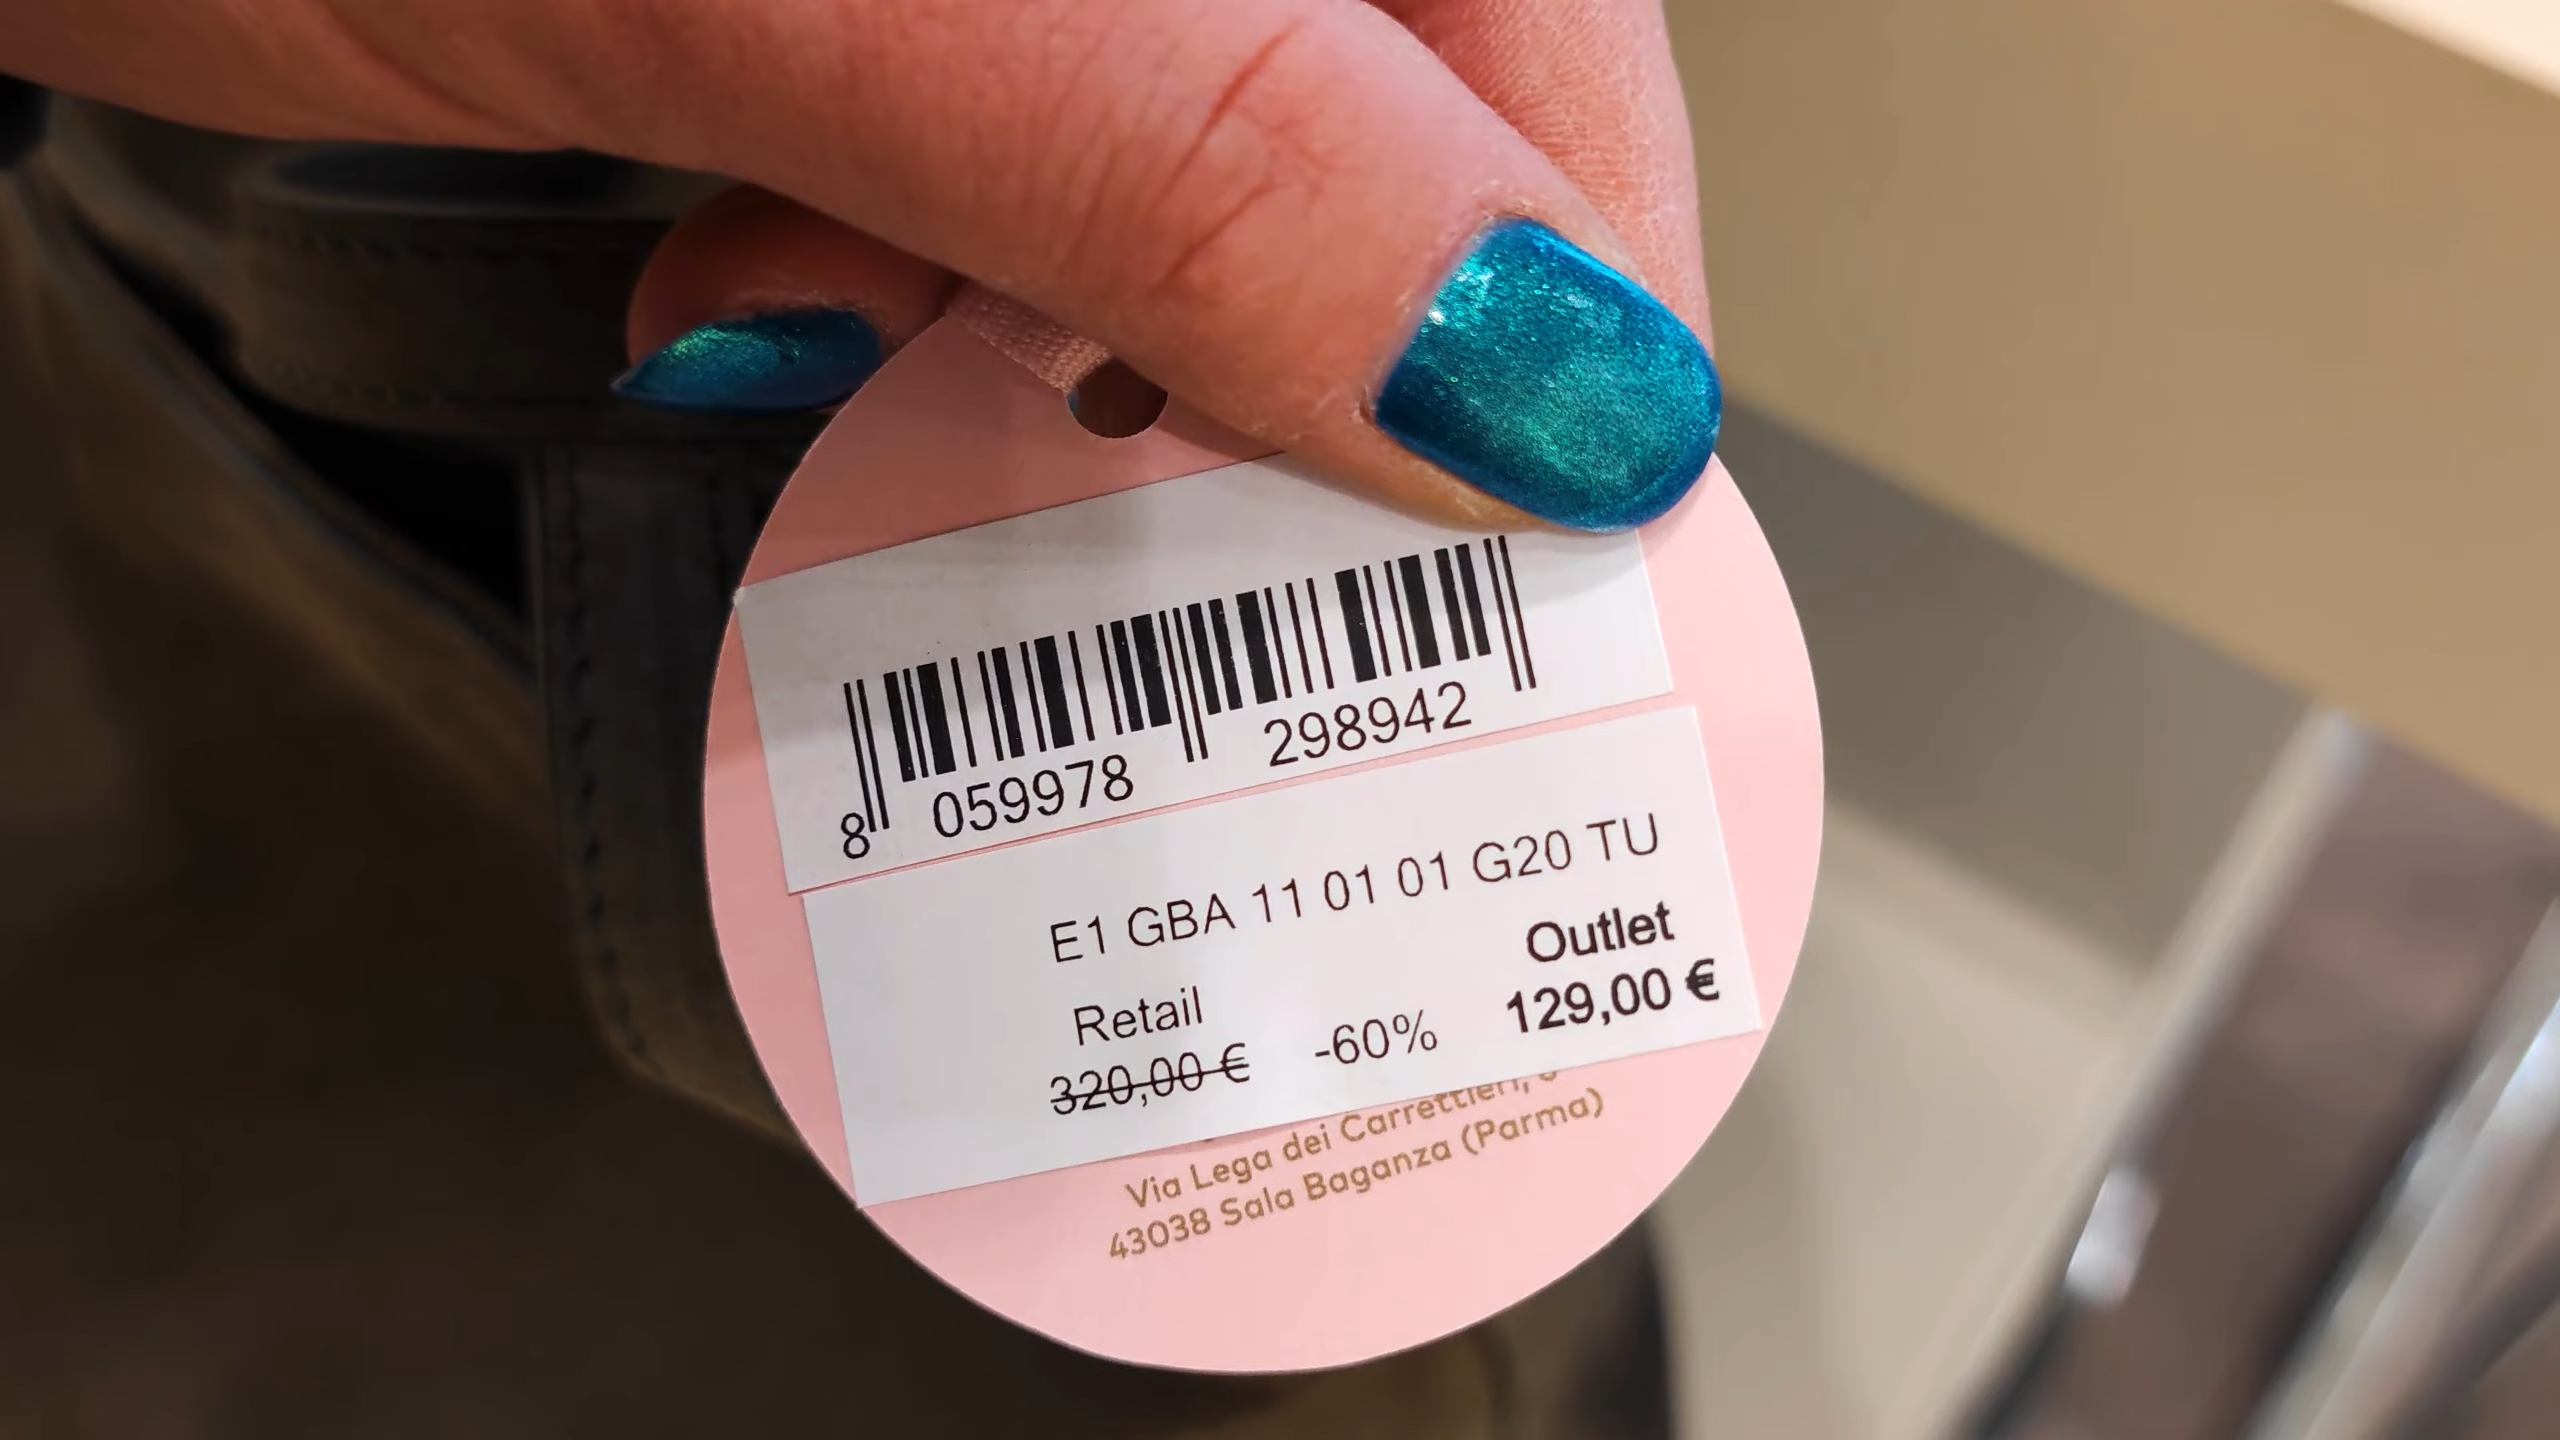 8 059978 298942
E1 GBA 11 01 01 G20 TU
Retail
320,00 €
-60%
Outlet
129,00 €
Via Lega dei Carrettieri,
43038 Sala Baganza (Parma)